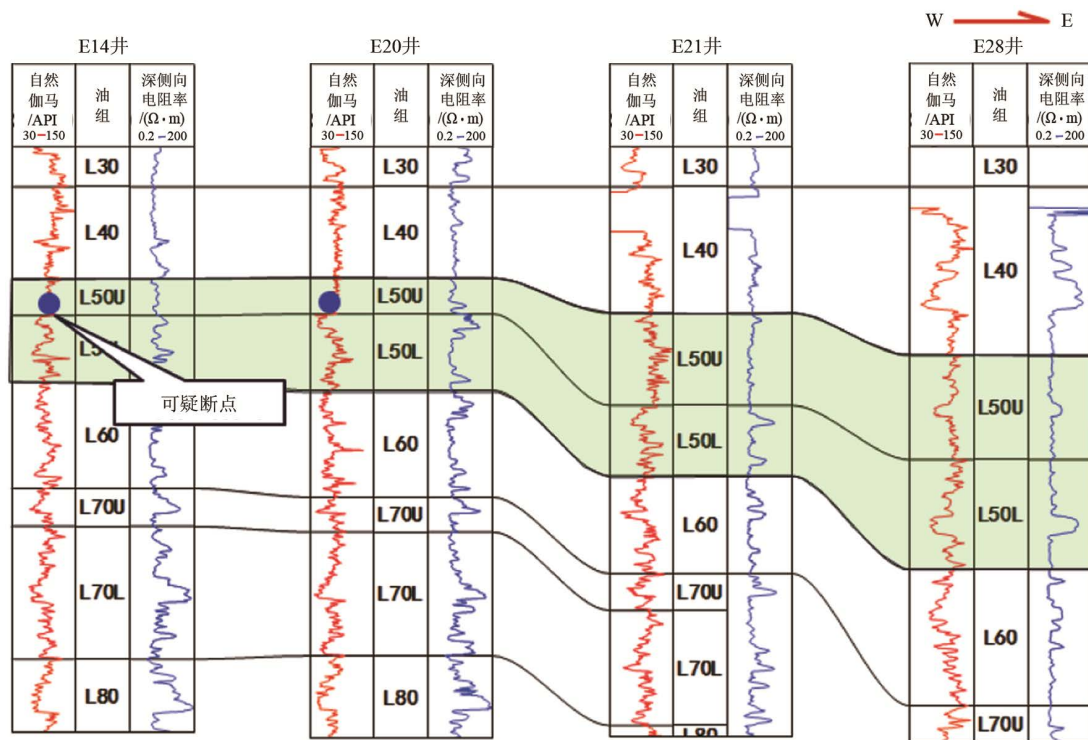 W E
E14井
E20井
E21井
E28井
自然
伽马
/API
30 150
油
组
深侧向
电阻率
/(Ω·m)
0.2 200
自然
伽马
/API
30 150
油
组
深侧向
电阻率
/(Ω·m)
0.2 200
自然
伽马
/API
30 150
油
组
深侧向
电阻率
/(Ω·m)
0.2 200
自然
伽马
/API
30 150
油
组
深侧向
电阻率
/(Ω·m)
0.2 200
L30
L40
L50U
L60
L70U
L70L
L80
可疑断点
L30
L40
L50U
L50L
L60
L70U
L70L
L80
L30
L40
L50U
L50L
L60
L70U
L70L
L80
L30
L40
L50U
L50L
L60
L70U